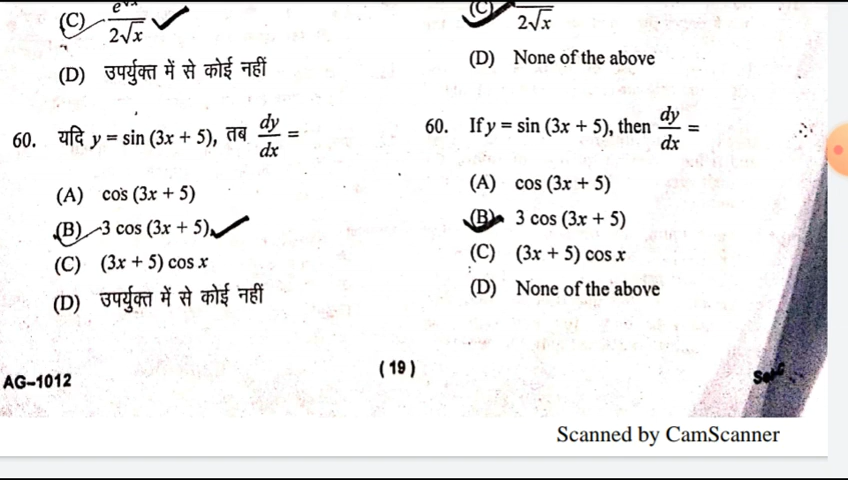 (C) e√x / 2√x
(D) उपर्युक्त में से कोई नहीं
60. यदि y = sin (3x + 5), तब dy/dx =
(A) cos (3x + 5)
(B) 3 cos (3x + 5)
(C) (3x + 5) cos x
(D) उपर्युक्त में से कोई नहीं
(C) 2√x
(D) None of the above
60. If y = sin (3x + 5), then dy/dx =
(A) cos (3x + 5)
(B) 3 cos (3x + 5)
(C) (3x + 5) cos x
(D) None of the above
AG–1012
( 19 )
Scanned by CamScanner